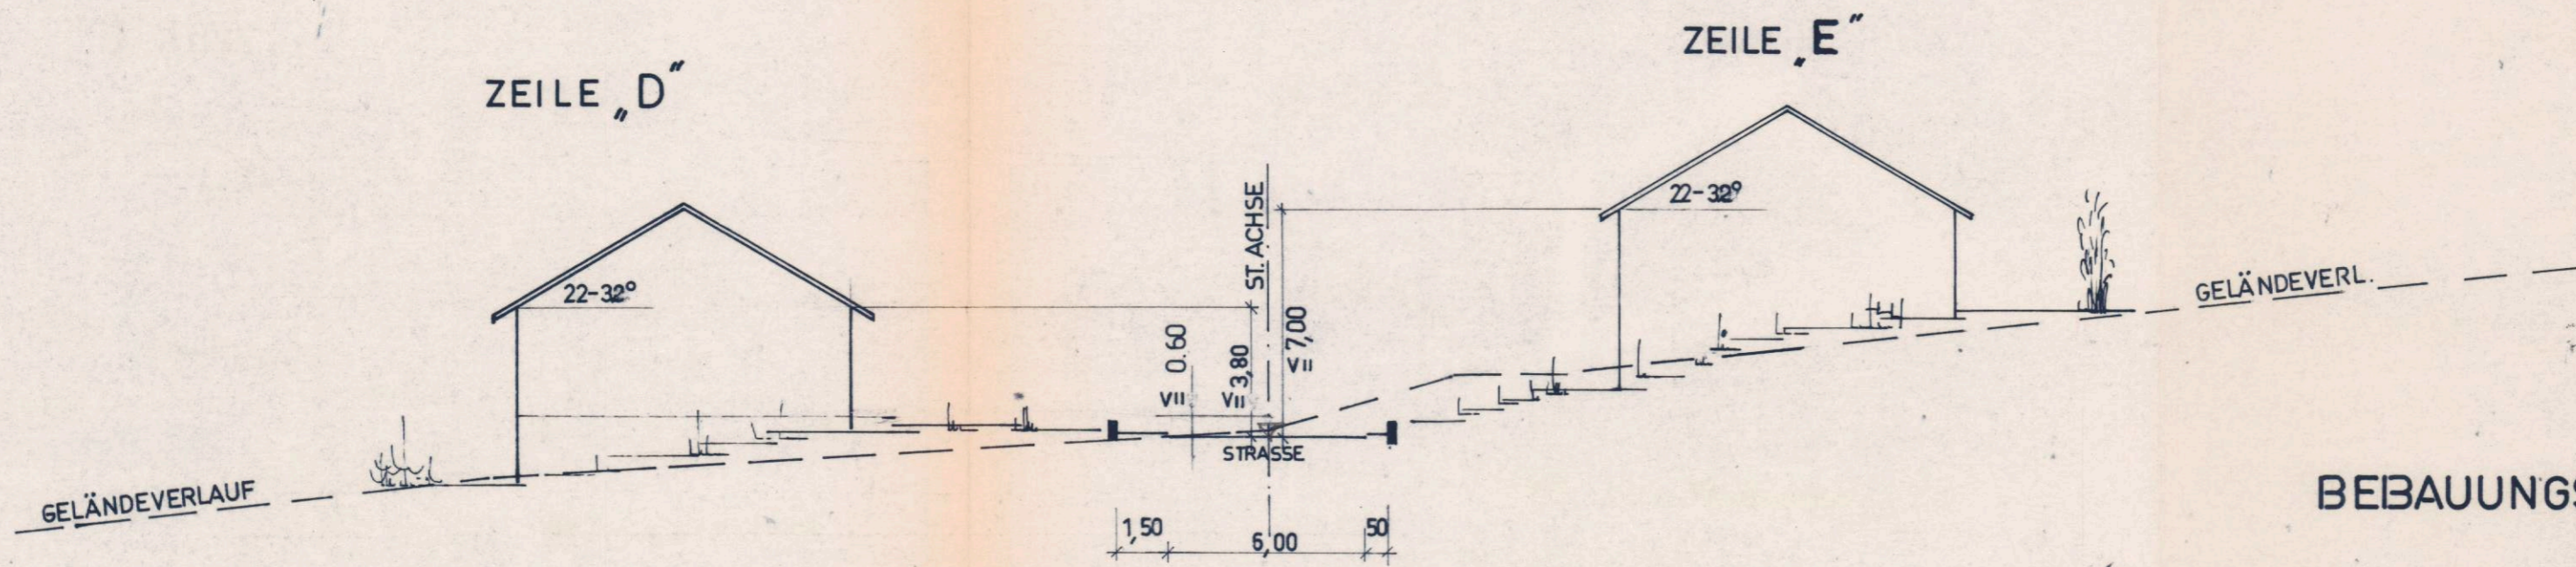 ZEILE „D“
ZEILE „E“
22-32°
22-32°
ST. ACHSE
≤ 0.60
≤ 3,80
≤ 7,00
STRASSE
GELÄNDEVERLAUF
GELÄNDEVERL.
1,50
6,00
50
BEBAUUNGS